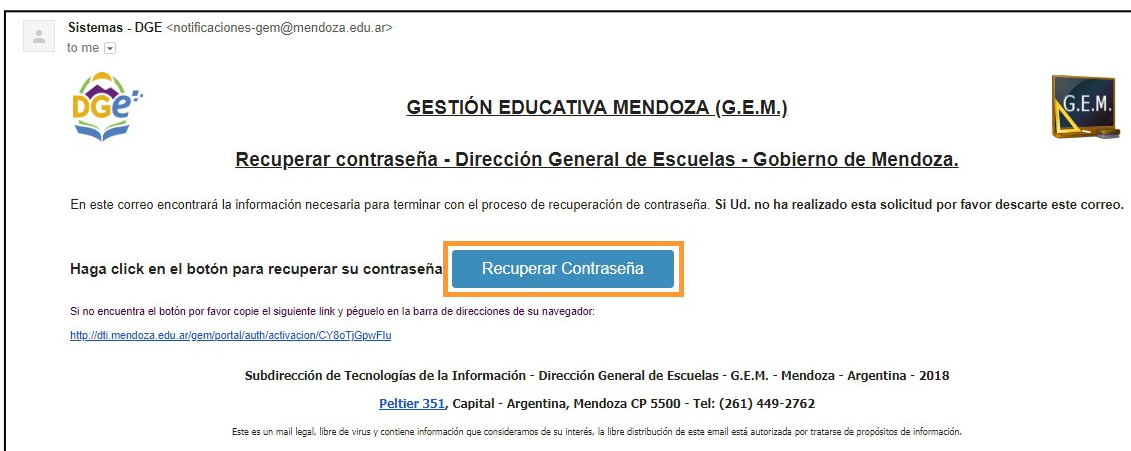 Sistemas - DGE <notificaciones-gem@mendoza.edu.ar>
to me
DGe
GESTIÓN EDUCATIVA MENDOZA (G.E.M.)
G.E.M.
Recuperar contraseña - Dirección General de Escuelas - Gobierno de Mendoza.
En este correo encontrará la información necesaria para terminar con el proceso de recuperación de contraseña. Si Ud. no ha realizado esta solicitud por favor descarte este correo.
Haga click en el botón para recuperar su contraseña Recuperar Contraseña
Si no encuentra el botón por favor copie el siguiente link y péguelo en la barra de direcciones de su navegador:
http://dti.mendoza.edu.ar/gem/portal/auth/activacion/CY8oTjGpwFlu
Subdirección de Tecnologías de la Información - Dirección General de Escuelas - G.E.M. - Mendoza - Argentina - 2018
Peltier 351, Capital - Argentina, Mendoza CP 5500 - Tel: (261) 449-2762
Este es un mail legal, libre de virus y contiene información que consideramos de su interés, la libre distribución de este email está autorizada por tratarse de propósitos de información.